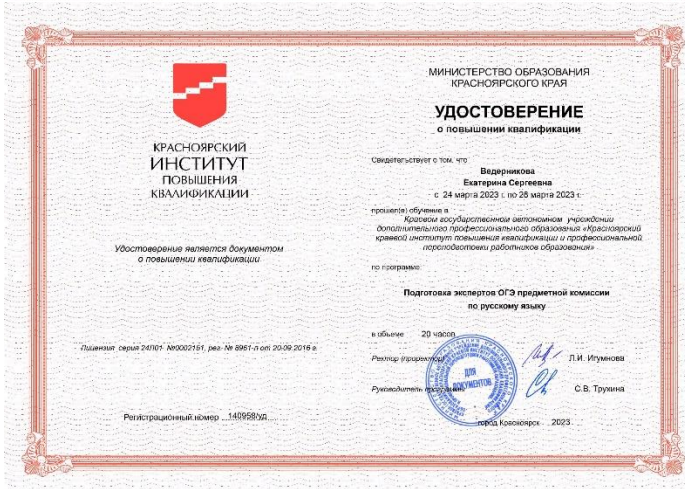 КРАСНОЯРСКИЙ
ИНСТИТУТ
ПОВЫШЕНИЯ
КВАЛИФИКАЦИИ
Удостоверение является документом
о повышении квалификации
Лицензия серия 24Л01 №0002151, рег. № 8961-л от 20.09.2016 г.
Регистрационный номер 140958/уд
МИНИСТЕРСТВО ОБРАЗОВАНИЯ
КРАСНОЯРСКОГО КРАЯ
УДОСТОВЕРЕНИЕ
о повышении квалификации
Свидетельствует о том, что
Ведерникова
Екатерина Сергеевна
с 24 марта 2023 г. по 26 марта 2023 г.
прошел(а) обучение в
Краевом государственном автономном учреждении
дополнительного профессионального образования «Красноярский
краевой институт повышения квалификации и профессиональной
переподготовки работников образования»
по программе
Подготовка экспертов ОГЭ предметной комиссии
по русскому языку
в объеме 20 часов
Ректор (проректор) Л.И. Игумнова
Руководитель программы С.В. Трухина
ДЛЯ
ДОКУМЕНТОВ
город Красноярск 2023